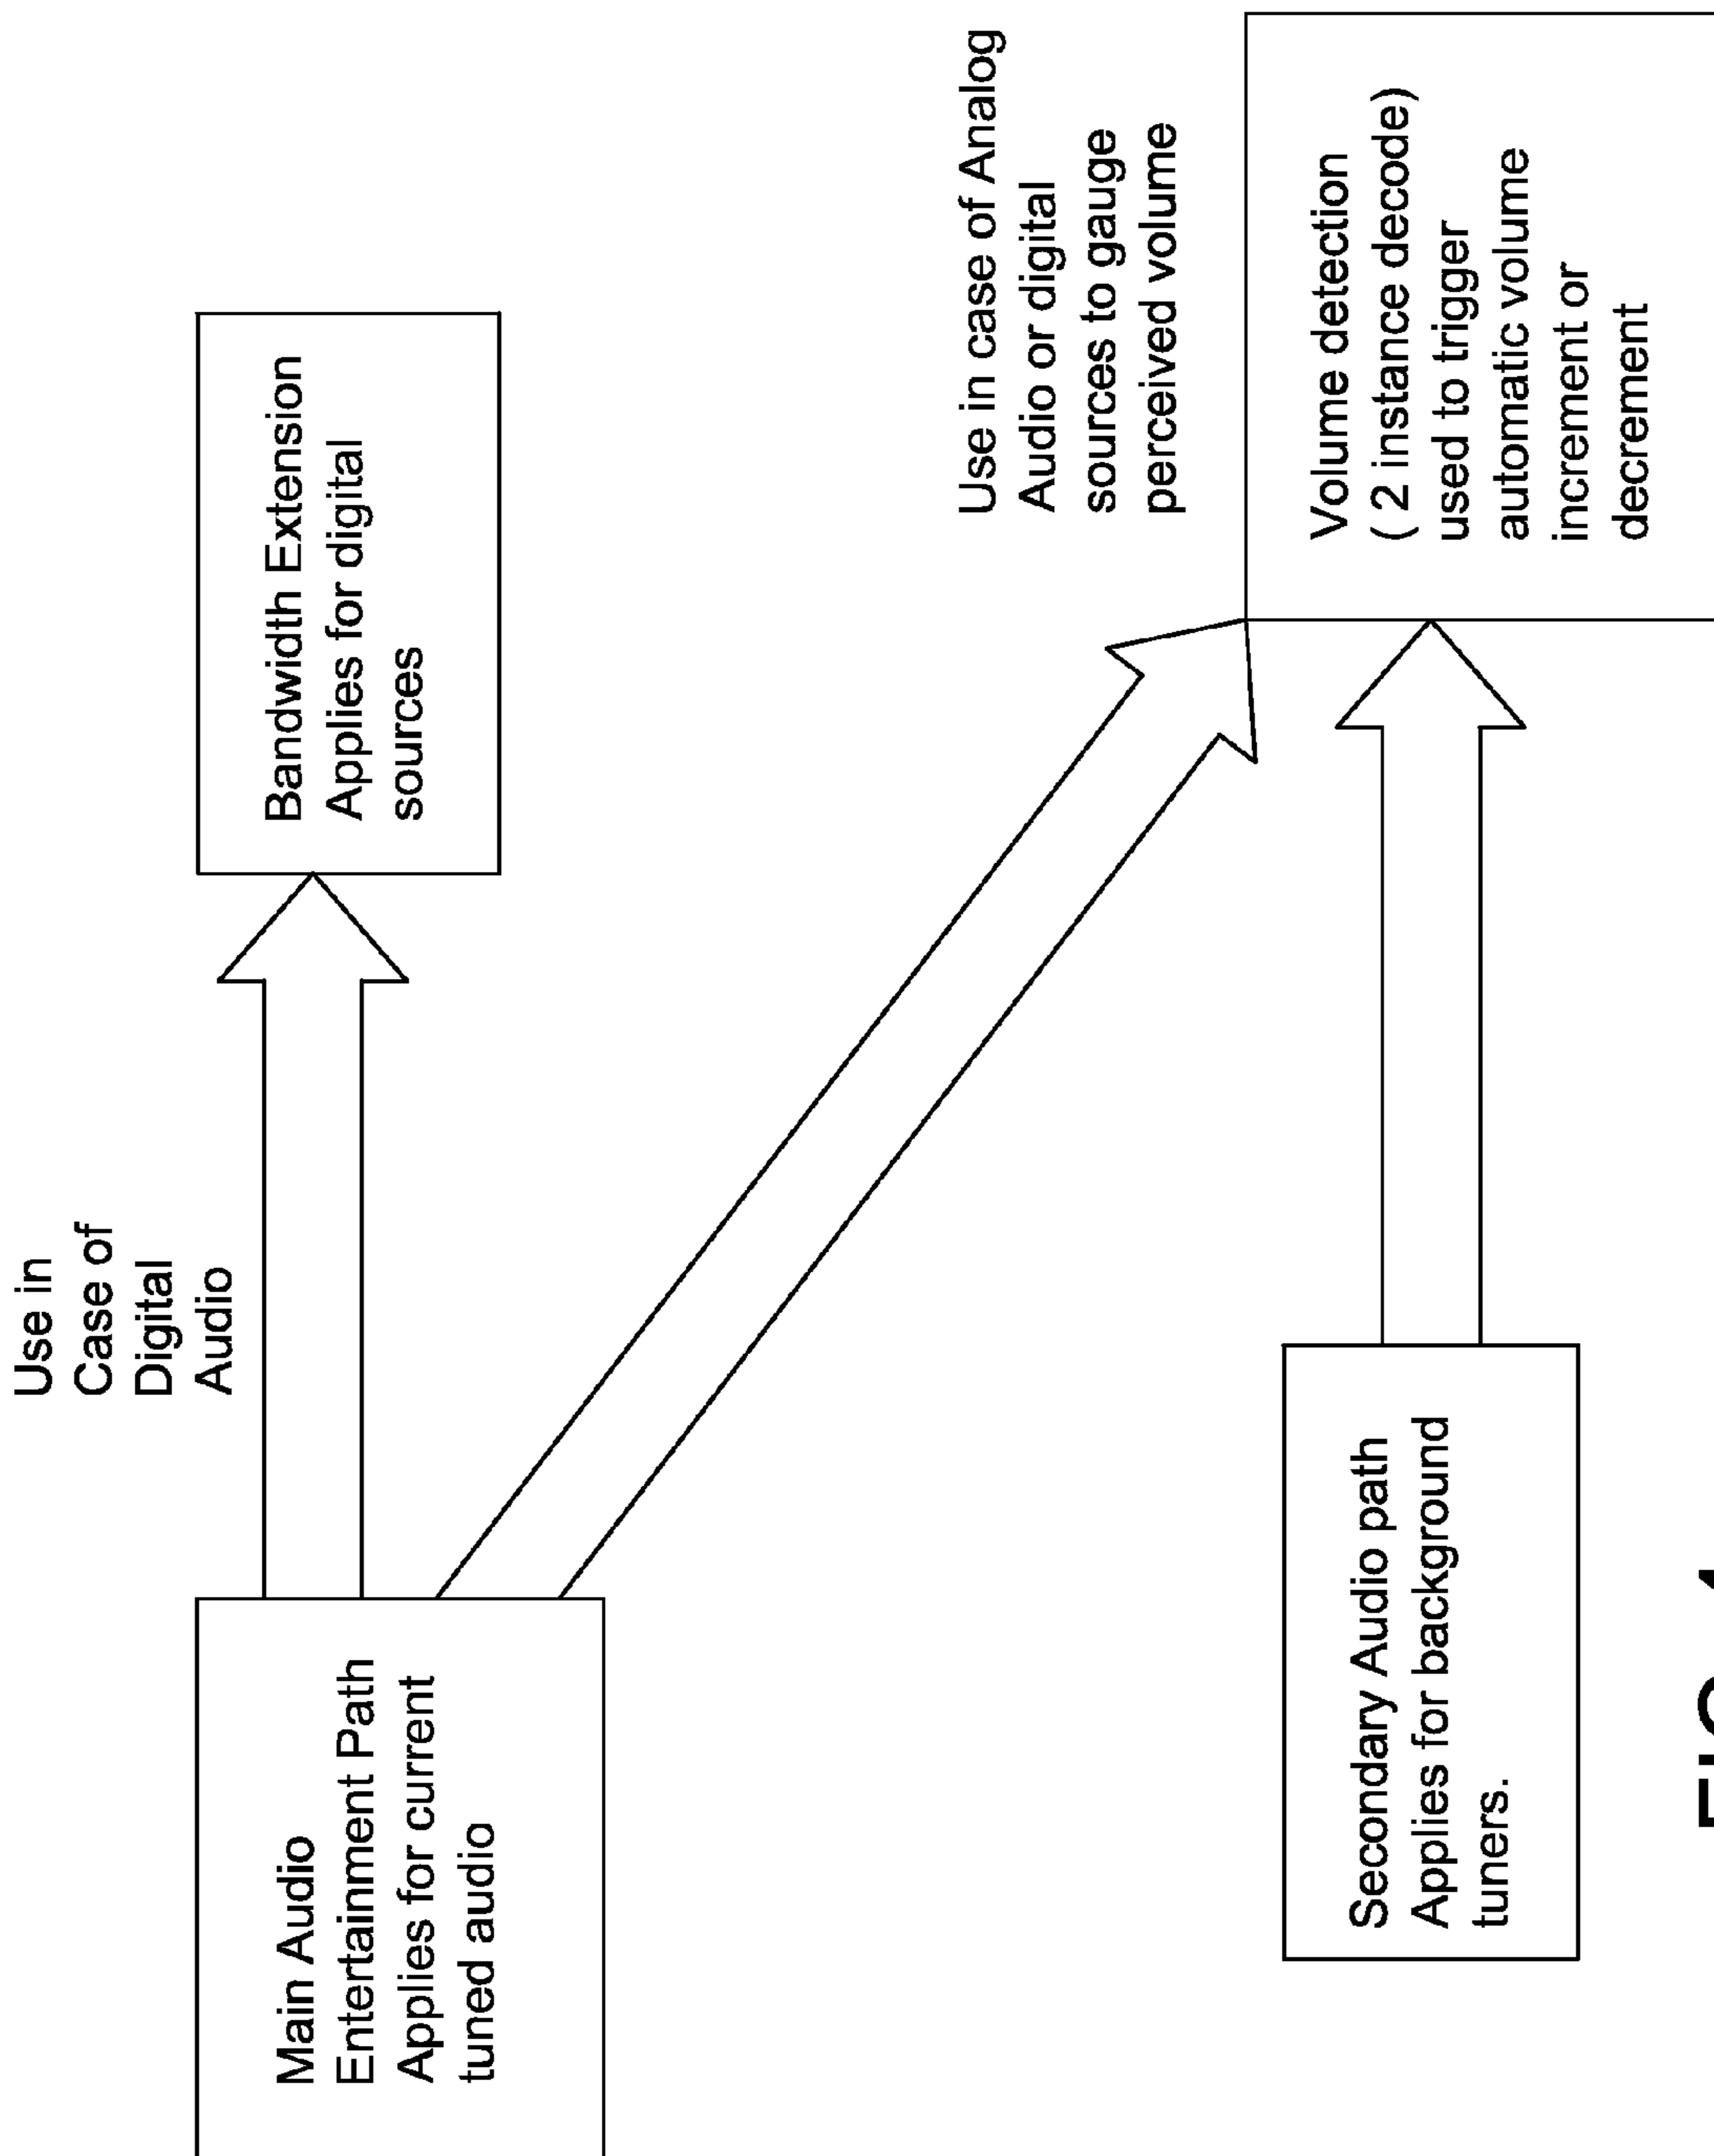 Use in
Case of
Digital
Audio
Main Audio
Entertainment Path
Applies for current
tuned audio
Bandwidth Extension
Applies for digital
sources
Use in case of Analog
Audio or digital
sources to gauge
perceived volume
Secondary Audio path
Applies for background
tuners.
Volume detection
( 2 instance decode)
used to trigger
automatic volume
increment or
decrement